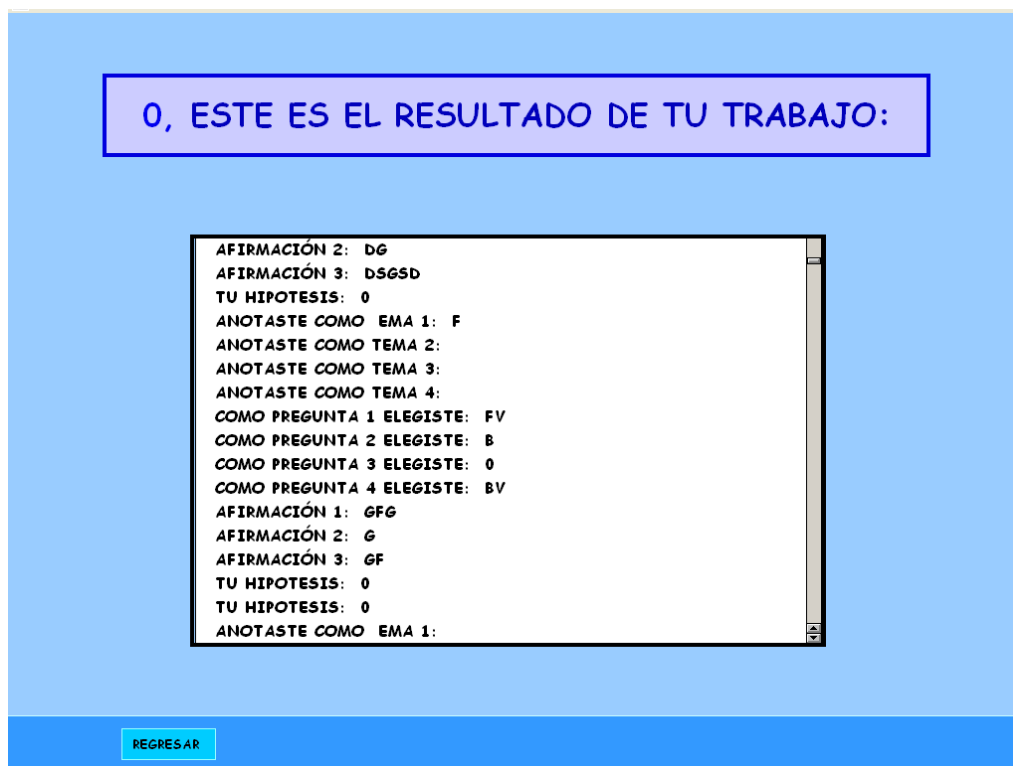 0, ESTE ES EL RESULTADO DE TU TRABAJO:
AFIRMACIÓN 2: DG
AFIRMACIÓN 3: DSGSD
TU HIPOTESIS: 0
ANOTASTE COMO EMA 1: F
ANOTASTE COMO TEMA 2:
ANOTASTE COMO TEMA 3:
ANOTASTE COMO TEMA 4:
COMO PREGUNTA 1 ELEGISTE: FV
COMO PREGUNTA 2 ELEGISTE: B
COMO PREGUNTA 3 ELEGISTE: 0
COMO PREGUNTA 4 ELEGISTE: BV
AFIRMACIÓN 1: GFG
AFIRMACIÓN 2: G
AFIRMACIÓN 3: GF
TU HIPOTESIS: 0
TU HIPOTESIS: 0
ANOTASTE COMO EMA 1:
REGRESAR